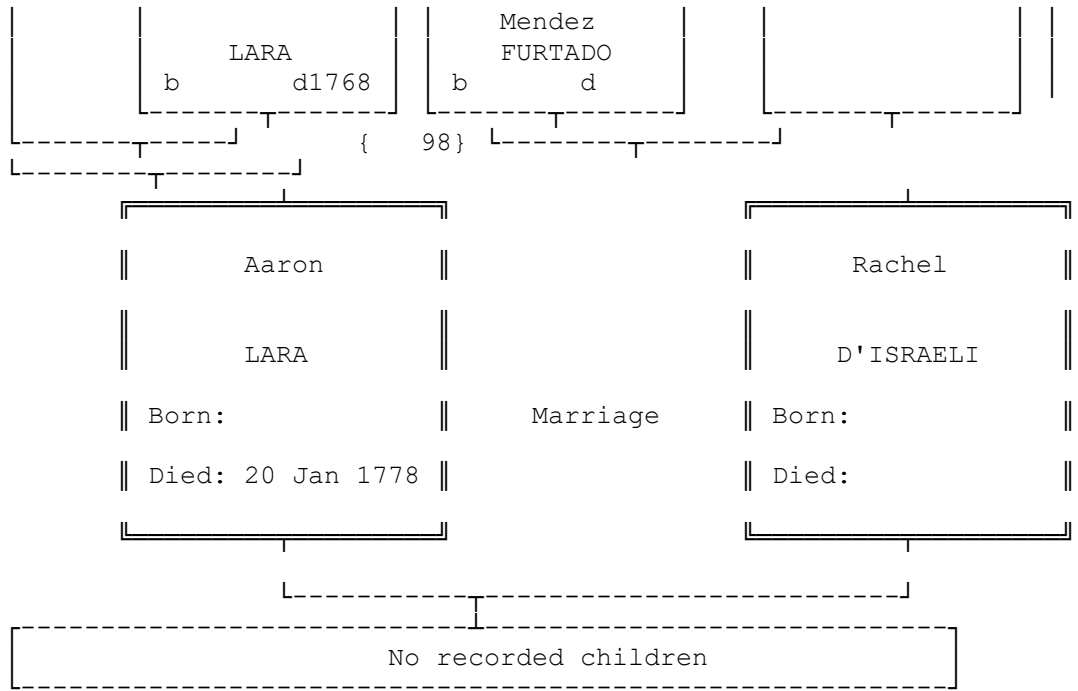 Mendez
LARA FURTADO
b d1768 b d
{ 98}
Aaron Rachel
LARA D'ISRAELI
Born: Marriage Born:
Died: 20 Jan 1778 Died:
No recorded children